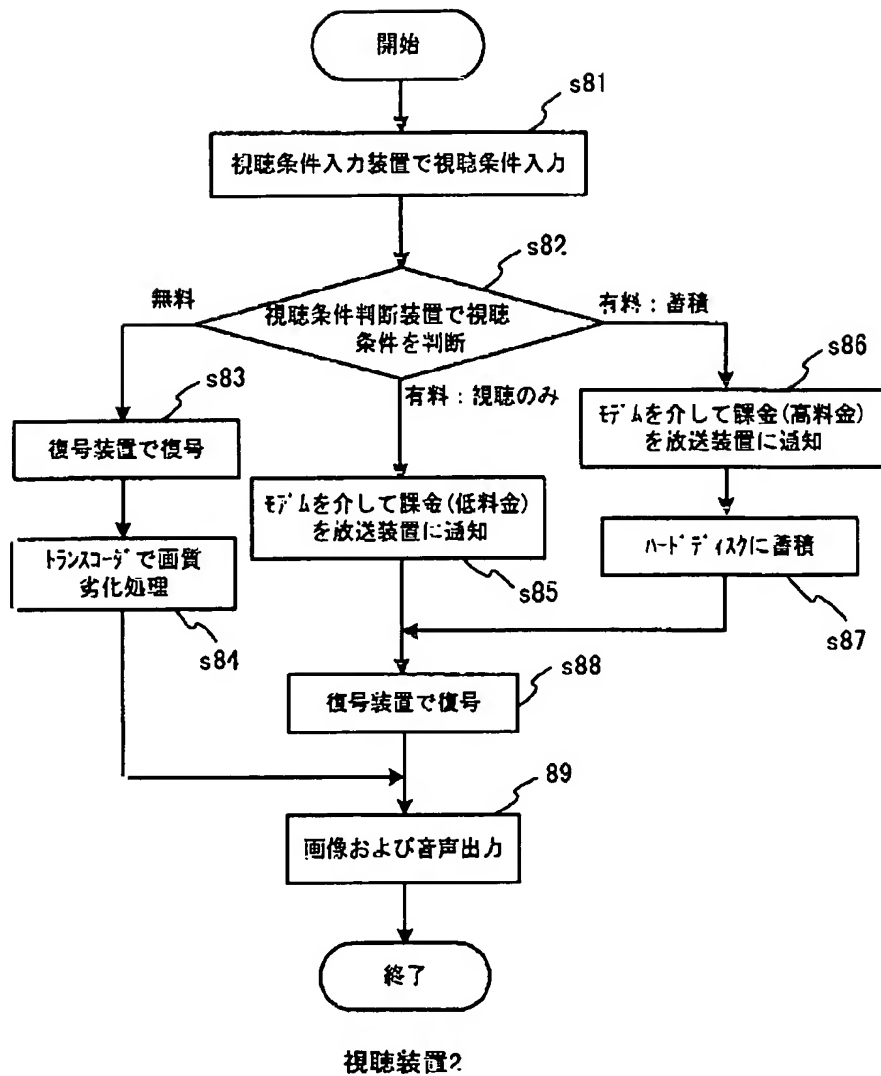 開始
s81
視聴条件入力装置で視聴条件入力
s82
無料
視聴条件判断装置で視聴
条件を判断
有料:蓄積
有料:視聴のみ
s83
復号装置で復号
s86
モデムを介して課金(高料金)
を放送装置に通知
モデムを介して課金(低料金)
を放送装置に通知
s85
トランスコーダで画質
劣化処理
s84
ハードディスクに蓄積
s87
s88
復号装置で復号
89
画像および音声出力
終了
視聴装置2